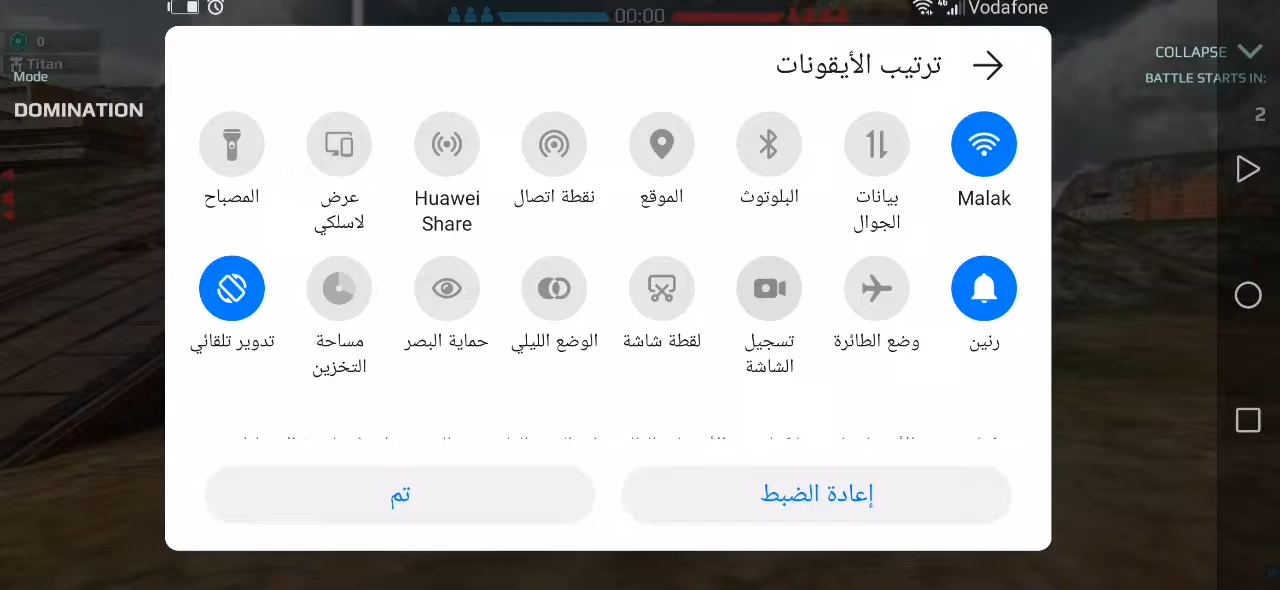 00:00
Vodafone
0
Titan
Mode
DOMINATION
COLLAPSE
BATTLE STARTS IN:
2
ترتيب الأيقونات
Malak
بيانات
الجوال
البلوتوث
الموقع
نقطة اتصال
Huawei
Share
عرض
لاسلكي
المصباح
رنين
وضع الطائرة
تسجيل
الشاشة
لقطة شاشة
الوضع الليلي
حماية البصر
مساحة
التخزين
تدوير تلقائي
إعادة الضبط
تم